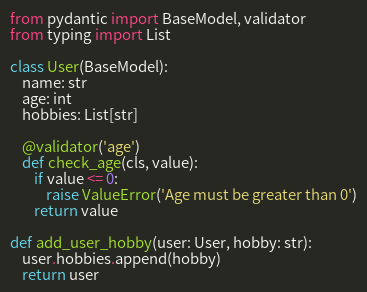 from pydantic import BaseModel, validator
from typing import List

class User(BaseModel):
    name: str
    age: int
    hobbies: List[str]

    @validator('age')
    def check_age(cls, value):
        if value <= 0:
            raise ValueError('Age must be greater than 0')
        return value

def add_user_hobby(user: User, hobby: str):
    user.hobbies.append(hobby)
    return user